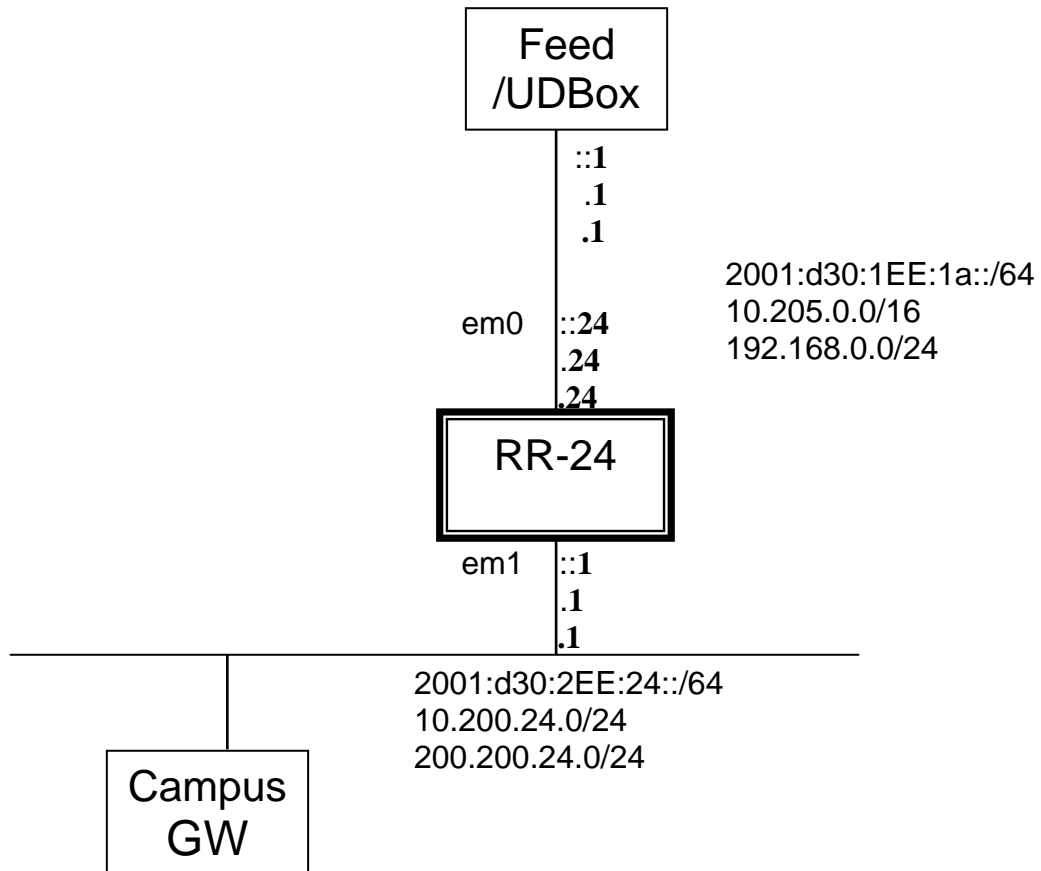 Feed
/UDBox
::1
.1
.1
2001:d30:1EE:1a::/64
10.205.0.0/16
192.168.0.0/24
em0
::24
.24
.24
RR-24
em1
::1
.1
.1
2001:d30:2EE:24::/64
10.200.24.0/24
200.200.24.0/24
Campus
GW